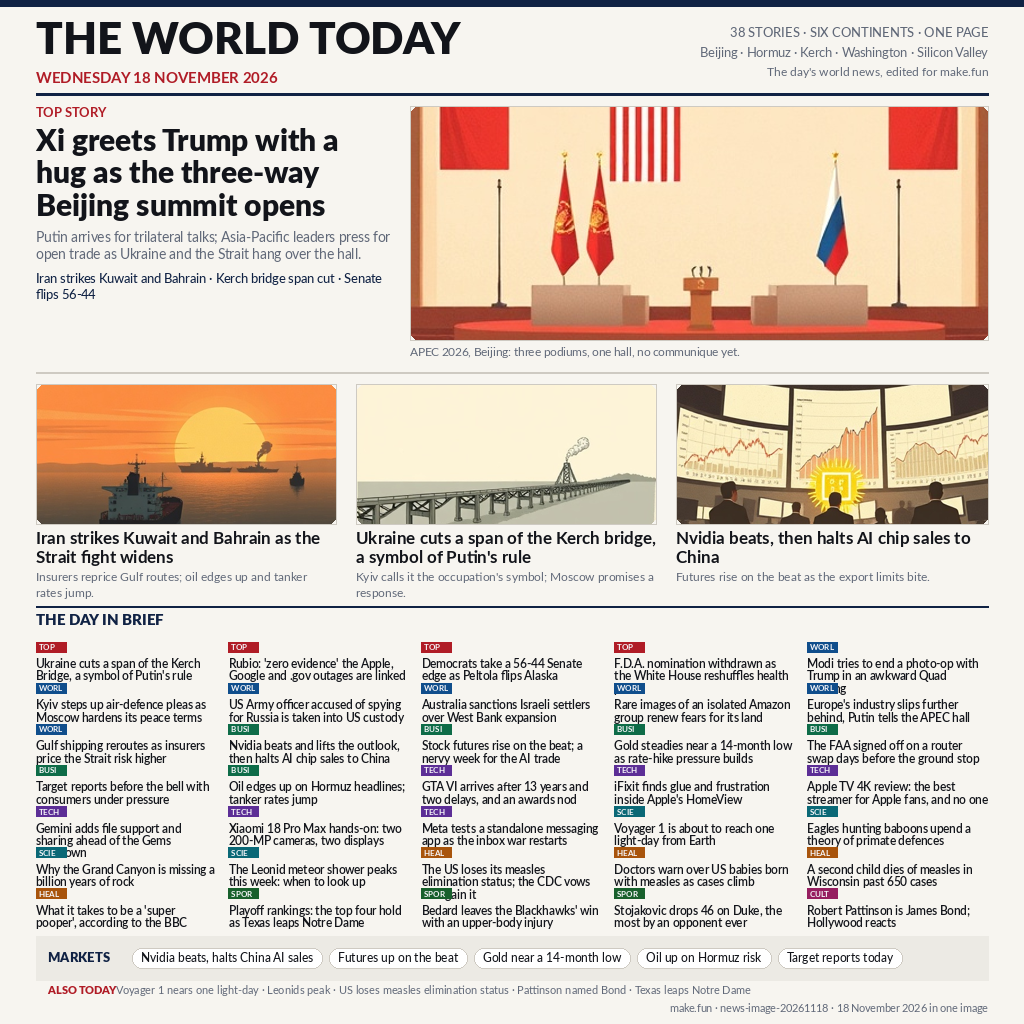 THE WORLD TODAY
WEDNESDAY 18 NOVEMBER 2026
38 STORIES · SIX CONTINENTS · ONE PAGE
Beijing · Hormuz · Kerch · Washington · Silicon Valley
The day's world news, edited for make.fun
TOP STORY
Xi greets Trump with a
hug as the three-way
Beijing summit opens
Putin arrives for trilateral talks; Asia-Pacific leaders press for
open trade as Ukraine and the Strait hang over the hall.
Iran strikes Kuwait and Bahrain · Kerch bridge span cut · Senate
flips 56-44
APEC 2026, Beijing: three podiums, one hall, no communique yet.
Iran strikes Kuwait and Bahrain as the
Strait fight widens
Insurers reprice Gulf routes; oil edges up and tanker
rates jump.
Ukraine cuts a span of the Kerch bridge,
a symbol of Putin's rule
Kyiv calls it the occupation's symbol; Moscow promises a
response.
Nvidia beats, then halts AI chip sales to
China
Futures rise on the beat as the export limits bite.
THE DAY IN BRIEF
TOP
Ukraine cuts a span of the Kerch
Bridge, a symbol of Putin's rule
TOP
Rubio: 'zero evidence' the Apple,
Google and .gov outages are linked
TOP
Democrats take a 56-44 Senate
edge as Peltola flips Alaska
TOP
F.D.A. nomination withdrawn as
the White House reshuffles health
WORL
Modi tries to end a photo-op with
Trump in an awkward Quad
WORL
Kyiv steps up air-defence pleas as
Moscow hardens its peace terms
WORL
US Army officer accused of spying
for Russia is taken into US custody
WORL
Australia sanctions Israeli settlers
over West Bank expansion
WORL
Rare images of an isolated Amazon
group renew fears for its land
WORL
Europe's industry slips further
behind, Putin tells the APEC hall
WORL
Gulf shipping reroutes as insurers
price the Strait risk higher
BUSI
Nvidia beats and lifts the outlook,
then halts AI chip sales to China
BUSI
Stock futures rise on the beat; a
nervy week for the AI trade
BUSI
Gold steadies near a 14-month low
as rate-hike pressure builds
BUSI
The FAA signed off on a router
swap days before the ground stop
BUSI
Target reports before the bell with
consumers under pressure
BUSI
Oil edges up on Hormuz headlines;
tanker rates jump
TECH
GTA VI arrives after 13 years and
two delays, and an awards nod
TECH
iFixit finds glue and frustration
inside Apple's HomeView
TECH
Apple TV 4K review: the best
streamer for Apple fans, and no one
TECH
Gemini adds file support and
sharing ahead of the Gems
TECH
Xiaomi 18 Pro Max hands-on: two
200-MP cameras, two displays
TECH
Meta tests a standalone messaging
app as the inbox war restarts
SCIE
Voyager 1 is about to reach one
light-day from Earth
SCIE
Eagles hunting baboons upend a
theory of primate defences
SCIE
Why the Grand Canyon is missing a
billion years of rock
SCIE
The Leonid meteor shower peaks
this week: when to look up
HEAL
The US loses its measles
elimination status; the CDC vows
it
HEAL
Doctors warn over US babies born
with measles as cases climb
HEAL
A second child dies of measles in
Wisconsin past 650 cases
HEAL
What it takes to be a 'super
pooper', according to the BBC
SPOR
Playoff rankings: the top four hold
as Texas leaps Notre Dame
SPOR
Bedard leaves the Blackhawks' win
with an upper-body injury
SPOR
Stojakovic drops 46 on Duke, the
most by an opponent ever
CULT
Robert Pattinson is James Bond;
Hollywood reacts
MARKETS
Nvidia beats, halts China AI sales
Futures up on the beat
Gold near a 14-month low
Oil up on Hormuz risk
Target reports today
ALSO TODAY Voyager 1 nears one light-day · Leonids peak · US loses measles elimination status · Pattinson named Bond · Texas leaps Notre Dame
make.fun · news-image-20261118 · 18 November 2026 in one image